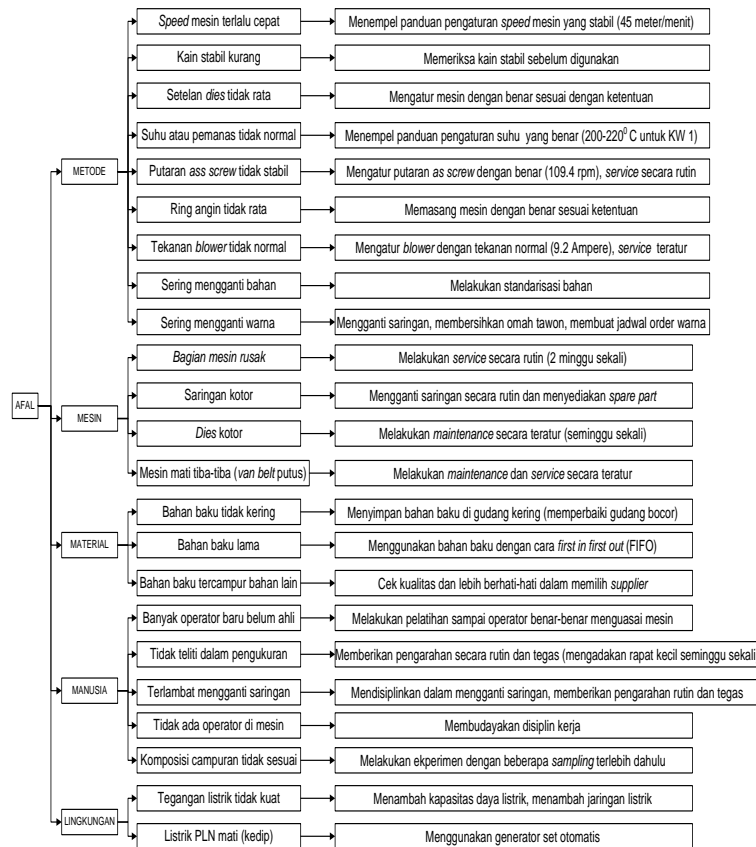 Speed mesin terlalu cepat
Menempel panduan pengaturan speed mesin yang stabil (45 meter/menit)
Kain stabil kurang
Memeriksa kain stabil sebelum digunakan
Setelan dies tidak rata
Mengatur mesin dengan benar sesuai dengan ketentuan
Suhu atau pemanas tidak normal
Menempel panduan pengaturan suhu yang benar (200-220⁰ C untuk KW 1)
METODE
Putaran ass screw tidak stabil
Mengatur putaran as screw dengan benar (109.4 rpm), service secara rutin
Ring angin tidak rata
Memasang mesin dengan benar sesuai ketentuan
Tekanan blower tidak normal
Mengatur blower dengan tekanan normal (9.2 Ampere), service teratur
Sering mengganti bahan
Melakukan standarisasi bahan
Sering mengganti warna
Mengganti saringan, membersihkan omah tawon, membuat jadwal order warna
Bagian mesin rusak
Melakukan service secara rutin (2 minggu sekali)
AFAL
Saringan kotor
Mengganti saringan secara rutin dan menyediakan spare part
MESIN
Dies kotor
Melakukan maintenance secara teratur (seminggu sekali)
Mesin mati tiba-tiba (van belt putus)
Melakukan maintenance dan service secara teratur
Bahan baku tidak kering
Menyimpan bahan baku di gudang kering (memperbaiki gudang bocor)
MATERIAL
Bahan baku lama
Menggunakan bahan baku dengan cara first in first out (FIFO)
Bahan baku tercampur bahan lain
Cek kualitas dan lebih berhati-hati dalam memilih supplier
Banyak operator baru belum ahli
Melakukan pelatihan sampai operator benar-benar menguasai mesin
Tidak teliti dalam pengukuran
Memberikan pengarahan secara rutin dan tegas (mengadakan rapat kecil seminggu sekali
MANUSIA
Terlambat mengganti saringan
Mendisiplinkan dalam mengganti saringan, memberikan pengarahan rutin dan tegas
Tidak ada operator di mesin
Membudayakan disiplin kerja
Komposisi campuran tidak sesuai
Melakukan ekperimen dengan beberapa sampling terlebih dahulu
Tegangan listrik tidak kuat
Menambah kapasitas daya listrik, menambah jaringan listrik
LINGKUNGAN
Listrik PLN mati (kedip)
Menggunakan generator set otomatis